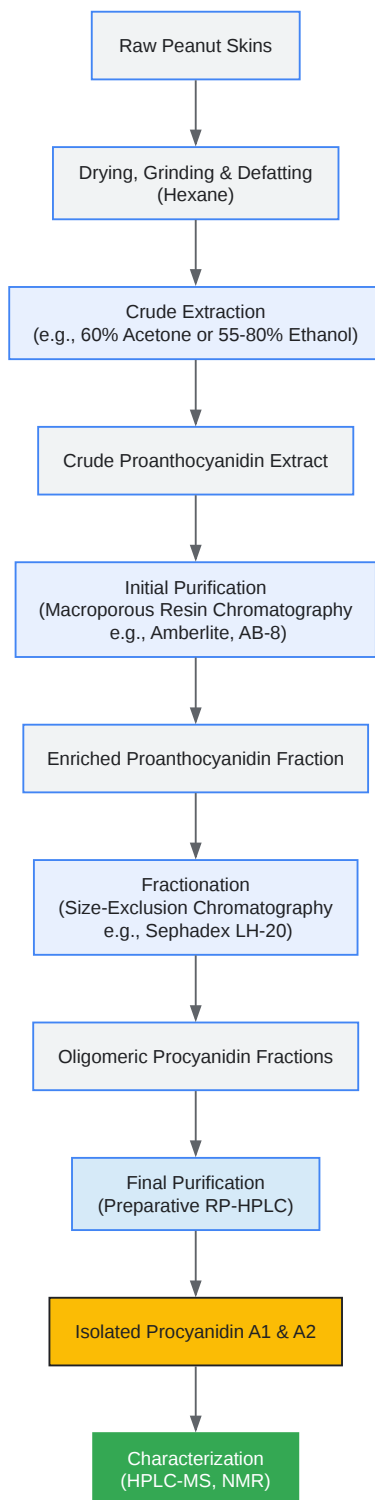 Raw Peanut Skins
Drying, Grinding & Defatting
(Hexane)
Crude Extraction
(e.g., 60% Acetone or 55-80% Ethanol)
Crude Proanthocyanidin Extract
Initial Purification
(Macroporous Resin Chromatography
e.g., Amberlite, AB-8)
Enriched Proanthocyanidin Fraction
Fractionation
(Size-Exclusion Chromatography
e.g., Sephadex LH-20)
Oligomeric Procyanidin Fractions
Final Purification
(Preparative RP-HPLC)
Isolated Procyanidin A1 & A2
Characterization
(HPLC-MS, NMR)